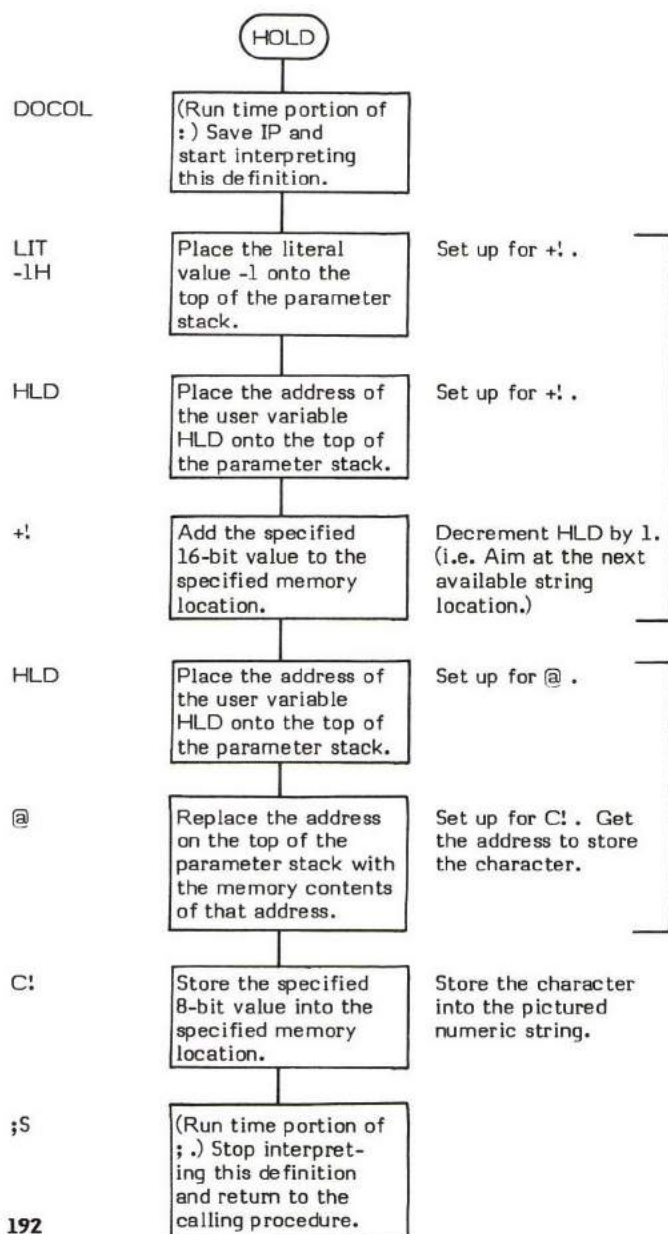 HOLD
DOCOL
(Run time portion of
: ) Save IP and
start interpreting
this definition.
LIT
-1H
Place the literal
value -1 onto the
top of the parameter
stack.
Set up for +! .
HLD
Place the address of
the user variable
HLD onto the top of
the parameter stack.
Set up for +! .
+!
Add the specified
16-bit value to the
specified memory
location.
Decrement HLD by 1.
(i.e. Aim at the next
available string
location.)
HLD
Place the address of
the user variable
HLD onto the top of
the parameter stack.
Set up for @ .
@
Replace the address
on the top of the
parameter stack with
the memory contents
of that address.
Set up for C! . Get
the address to store
the character.
C!
Store the specified
8-bit value into the
specified memory
location.
Store the character
into the pictured
numeric string.
;S
(Run time portion of
; .) Stop interpret-
ing this definition
and return to the
calling procedure.
192